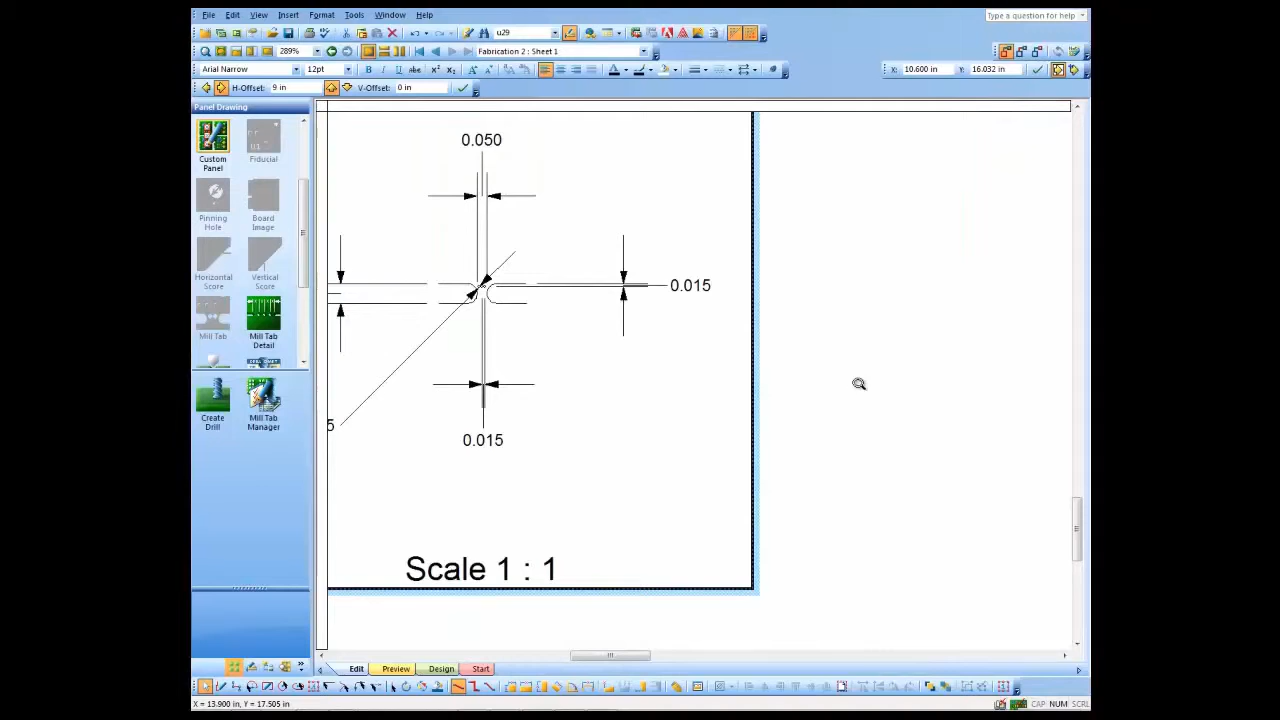 File Edit View Insert Format Tools Window Help
Type a question for help
u29
289%
Fabrication 2 : Sheet 1
Arial Narrow 12pt B I U abc
X: 10.600 in Y: 16.032 in
H-Offset: 9 in V-Offset: 0 in
Panel Drawing
Custom Panel
Fiducial
Pinning Hole
Board Image
Horizontal Score
Vertical Score
Mill Tab
Mill Tab Detail
Create Drill
Mill Tab Manager
0.050
0.015
5
0.015
Scale 1 : 1
Edit Preview Design Start
X = 13.900 in, Y = 17.505 in
CAP NUM SCRL